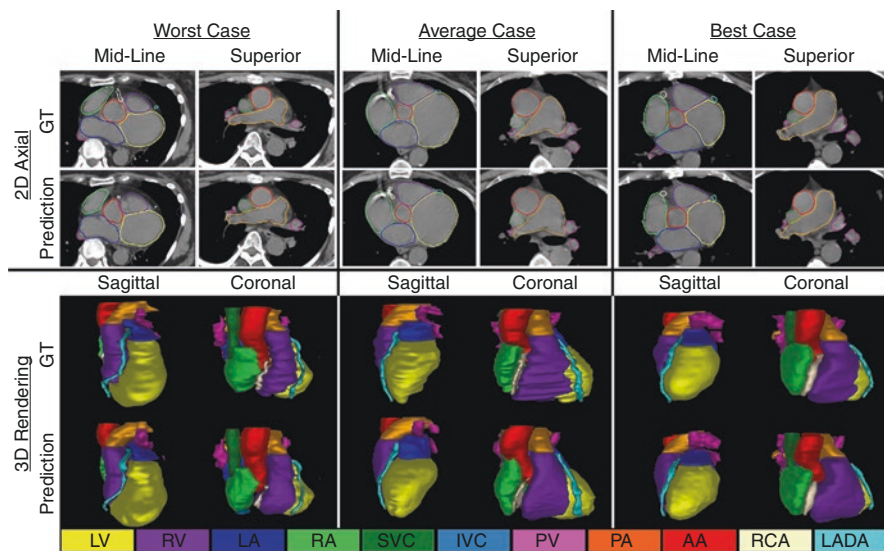 Worst Case Average Case Best Case
Mid-Line Superior Mid-Line Superior Mid-Line Superior
2D Axial
GT
Prediction
Sagittal Coronal Sagittal Coronal Sagittal Coronal
3D Rendering
GT
Prediction
LV RV LA RA SVC IVC PV PA AA RCA LADA